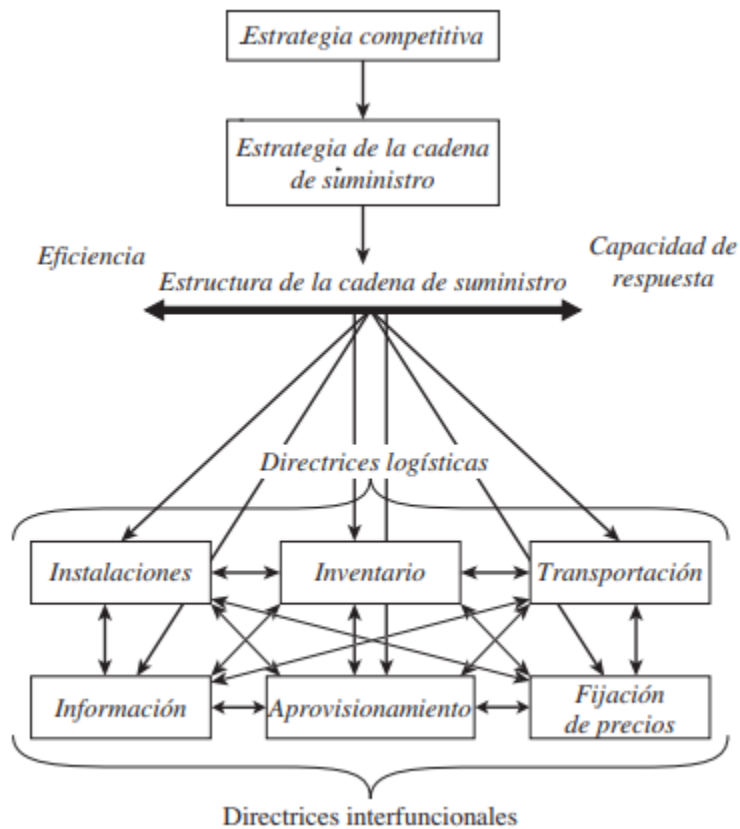 Estrategia competitiva
Estrategia de la cadena
de suministro
Eficiencia
Capacidad de
respuesta
Estructura de la cadena de suministro
Directrices logísticas
Instalaciones
Inventario
Transportación
Información
Aprovisionamiento
Fijación
de precios
Directrices interfuncionales